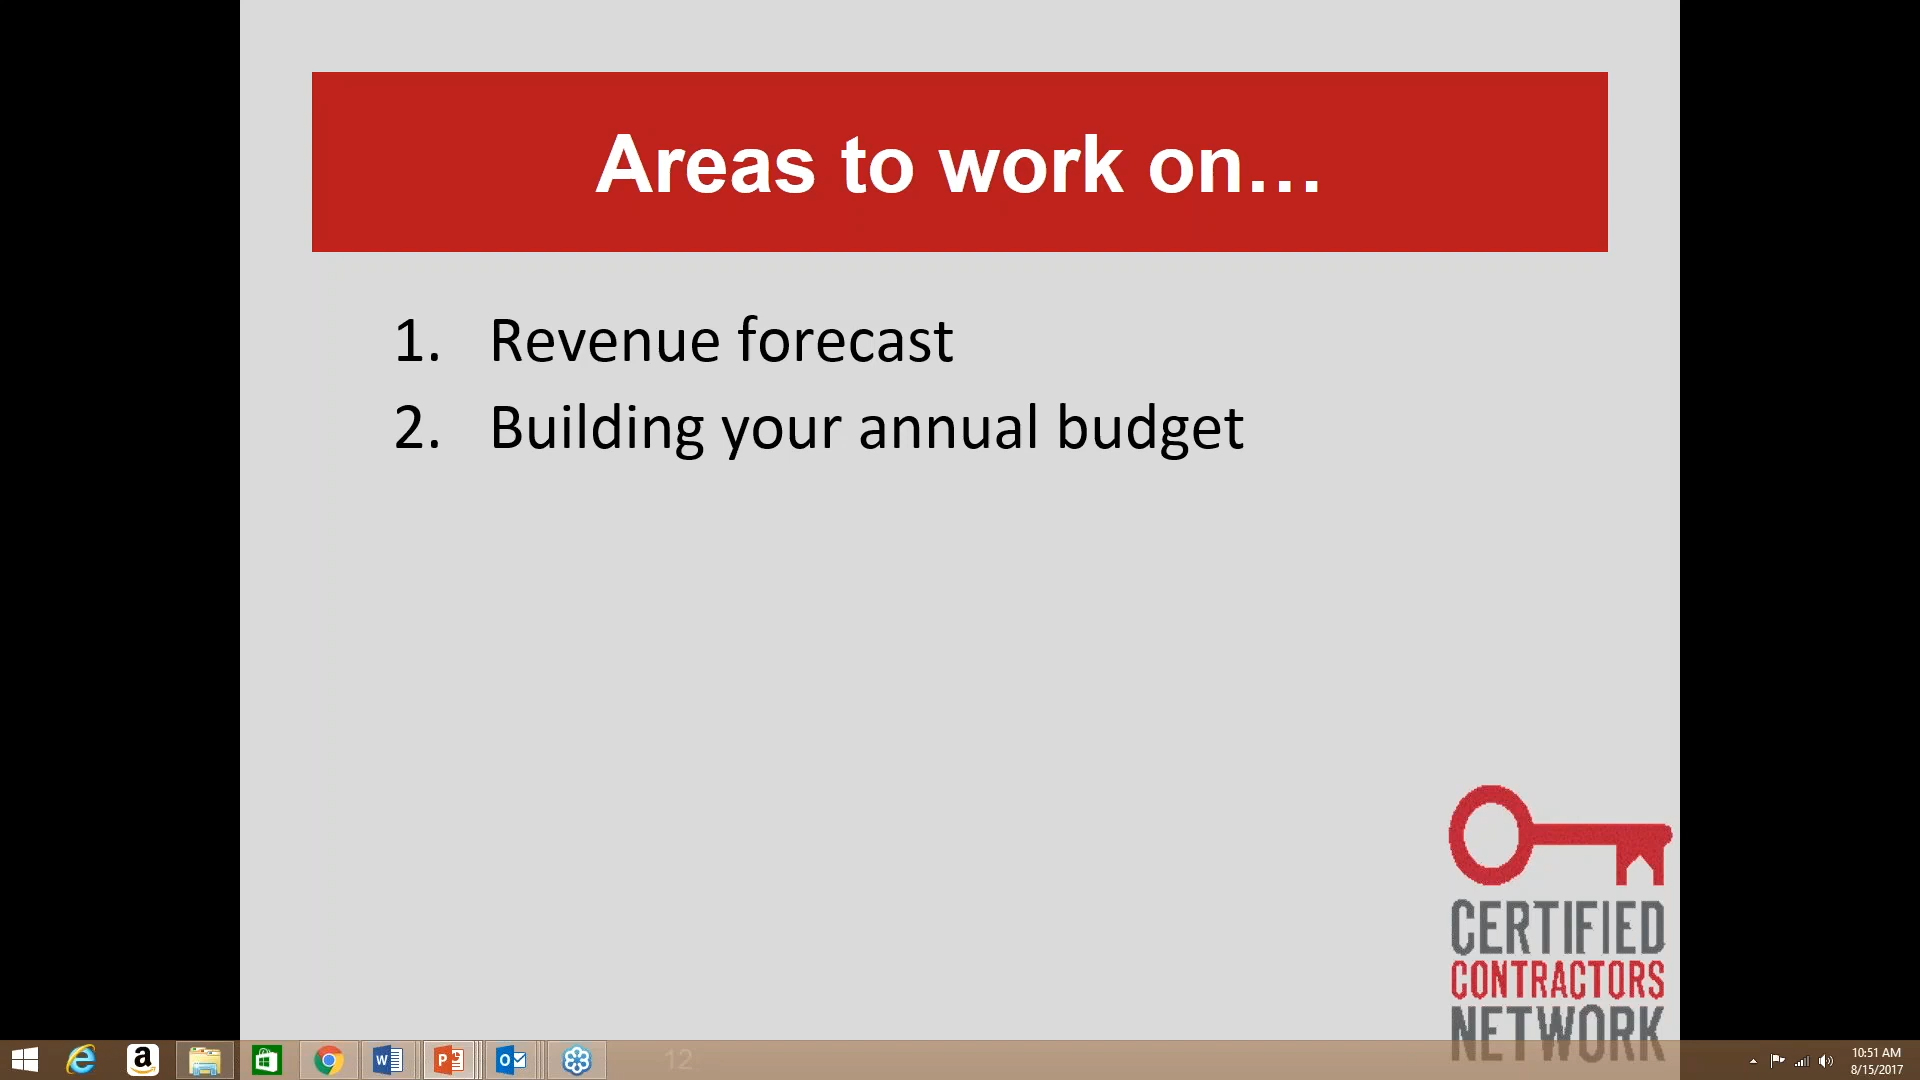 Areas to work on…
1. Revenue forecast
2. Building your annual budget
CERTIFIED
CONTRACTORS
NETWORK
12
10:51 AM
8/15/2017